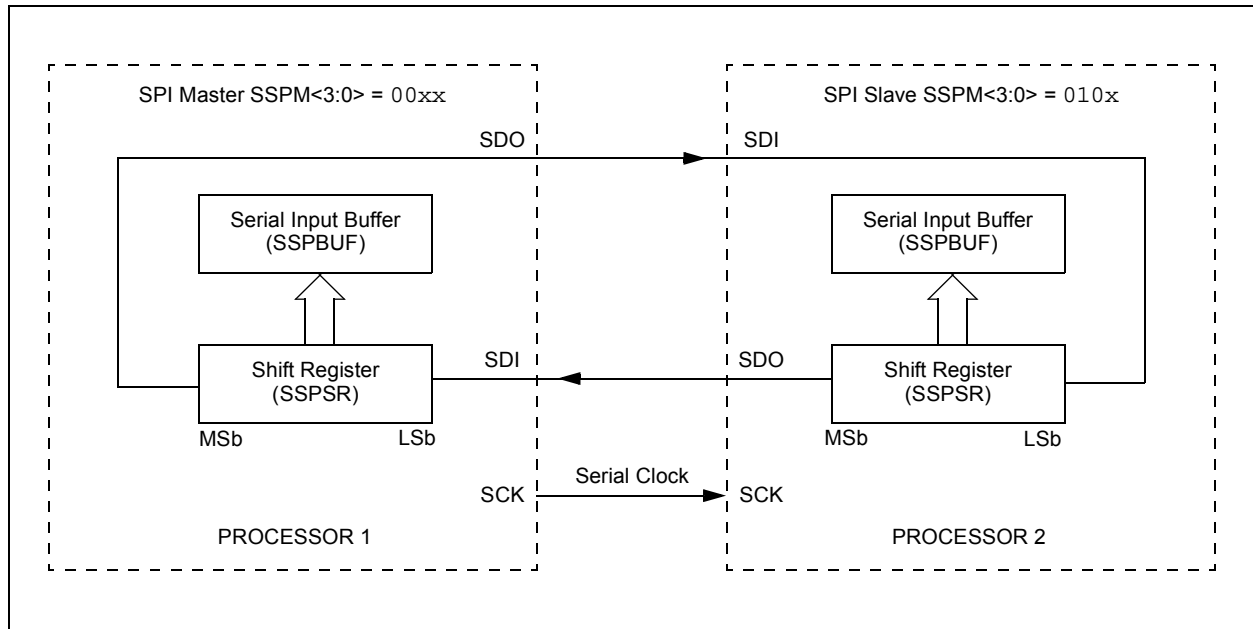 SPI Master SSPM<3:0> = 00xx
SPI Slave SSPM<3:0> = 010x
SDO
SDI
Serial Input Buffer
(SSPBUF)
Serial Input Buffer
(SSPBUF)
Shift Register
(SSPSR)
SDI
SDO
Shift Register
(SSPSR)
MSb
LSb
MSb
LSb
Serial Clock
SCK
SCK
PROCESSOR 1
PROCESSOR 2